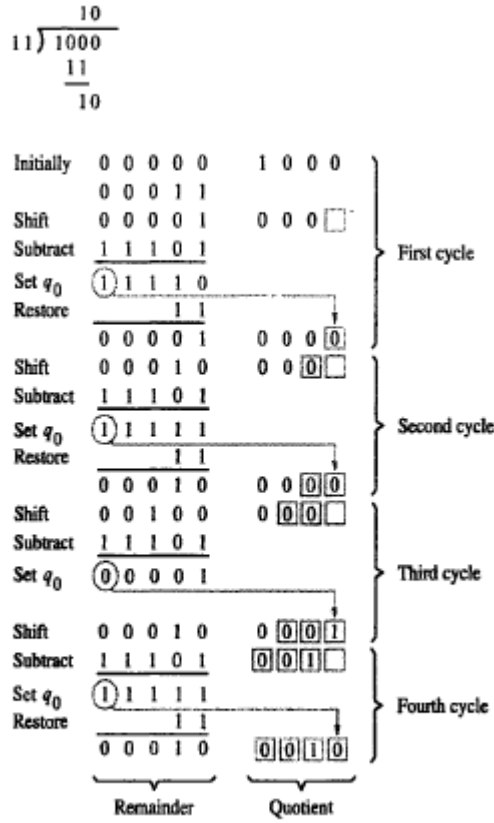 10
11) 1000
11
10
Initially 0 0 0 0 0 1 0 0 0
0 0 0 1 1
Shift 0 0 0 0 1 0 0 0
Subtract 1 1 1 0 1
Set q0 1 1 1 1 0
Restore 1 1
0 0 0 0 1 0 0 0 0
Shift 0 0 0 1 0 0 0 0
Subtract 1 1 1 0 1
Set q0 1 1 1 1 1
Restore 1 1
0 0 0 1 0 0 0 0 0
Shift 0 0 1 0 0 0 0 0
Subtract 1 1 1 0 1
Set q0 0 0 0 0 1
Shift 0 0 0 1 0 0 0 0 1
Subtract 1 1 1 0 1 0 0 1
Set q0 1 1 1 1 1
Restore 1 1
0 0 0 1 0 0 0 1 0
First cycle
Second cycle
Third cycle
Fourth cycle
Remainder Quotient